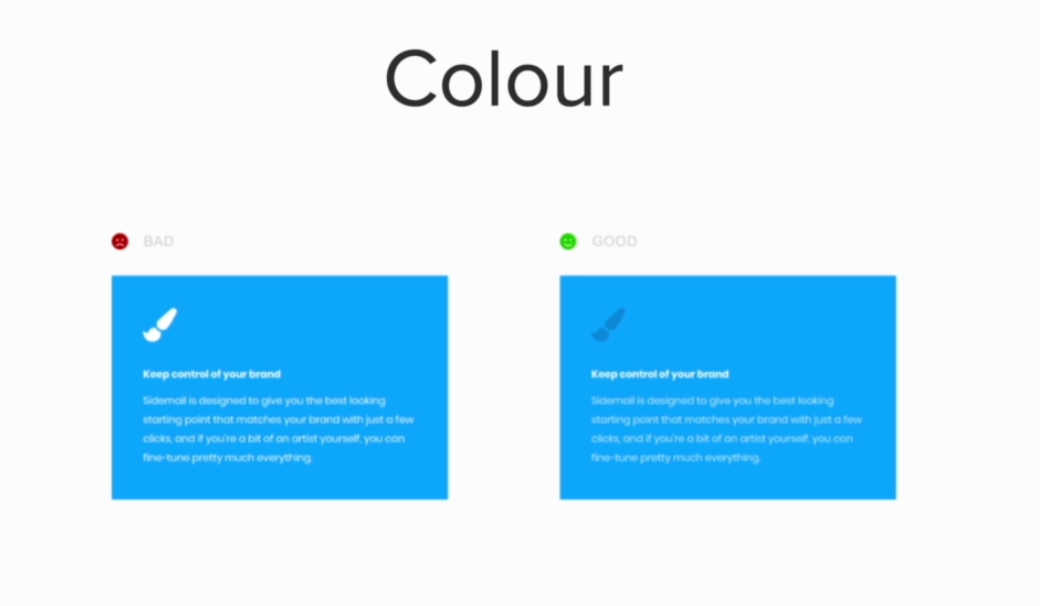 Colour
BAD
Keep control of your brand
Sidemail is designed to give you the best looking
starting point that matches your brand with just a few
clicks, and if you're a bit of an artist yourself, you can
fine-tune pretty much everything.
GOOD
Keep control of your brand
Sidemail is designed to give you the best looking
starting point that matches your brand with just a few
clicks, and if you're a bit of an artist yourself, you can
fine-tune pretty much everything.